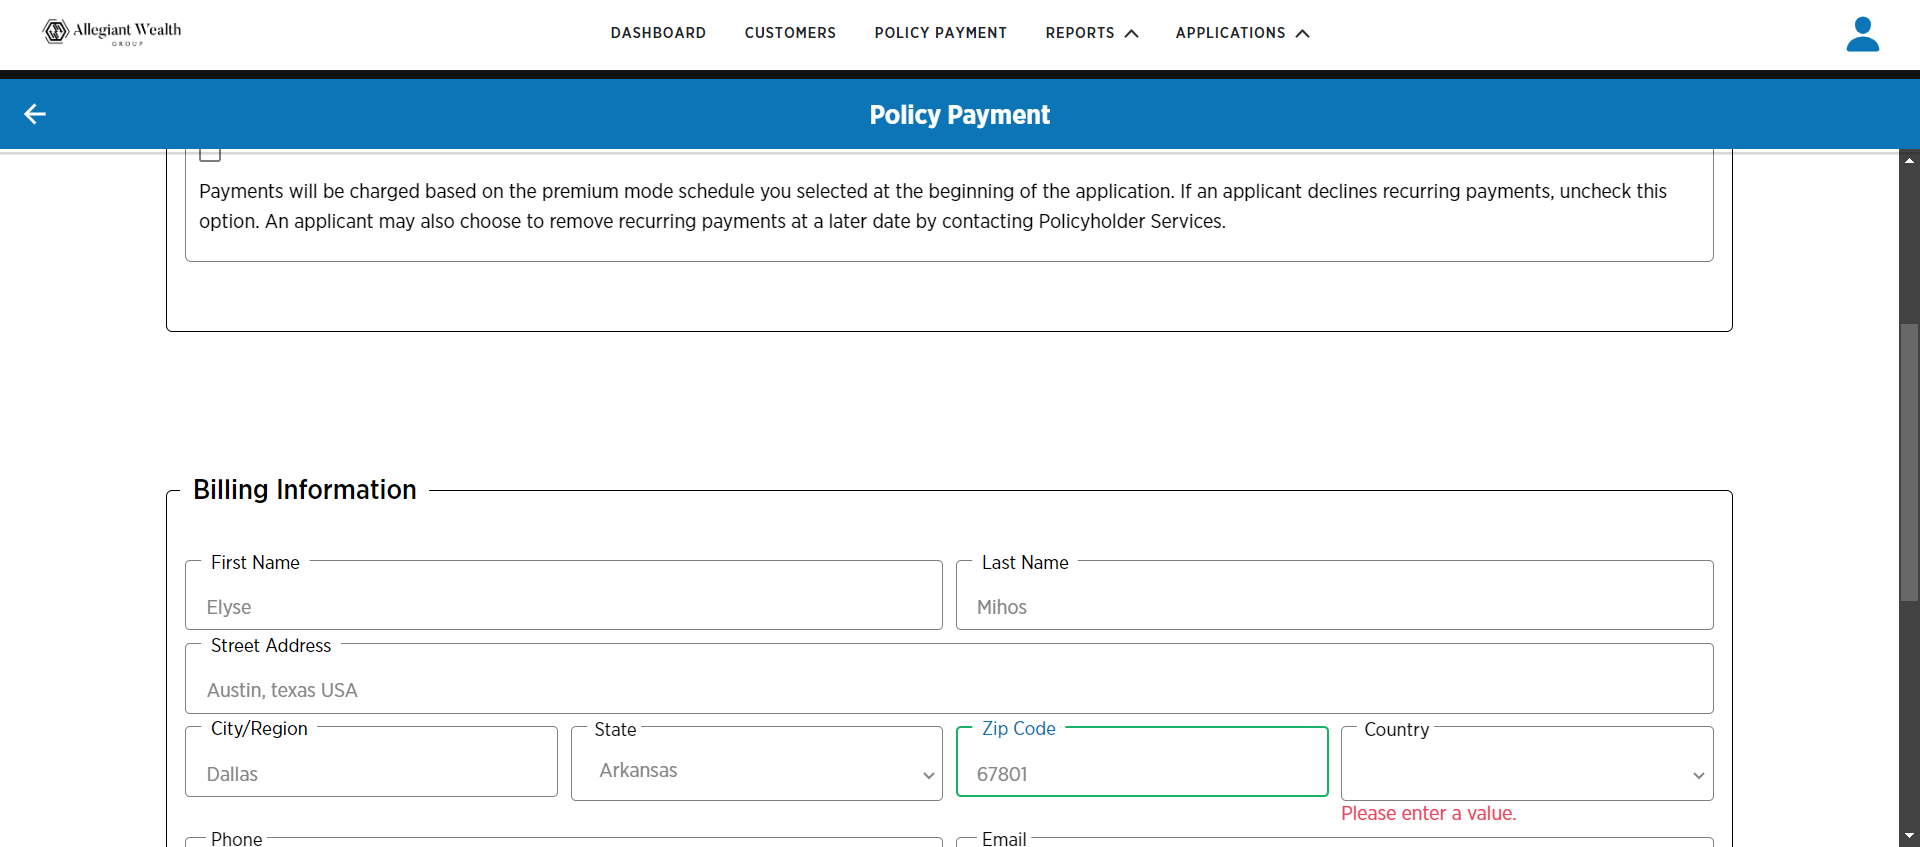 Allegiant Wealth
GROUP
DASHBOARD CUSTOMERS POLICY PAYMENT REPORTS APPLICATIONS
Policy Payment
Payments will be charged based on the premium mode schedule you selected at the beginning of the application. If an applicant declines recurring payments, uncheck this
option. An applicant may also choose to remove recurring payments at a later date by contacting Policyholder Services.
Billing Information
First Name Last Name
Elyse Mihos
Street Address
Austin, texas USA
City/Region State Zip Code Country
Dallas Arkansas 67801
Please enter a value.
Phone Email